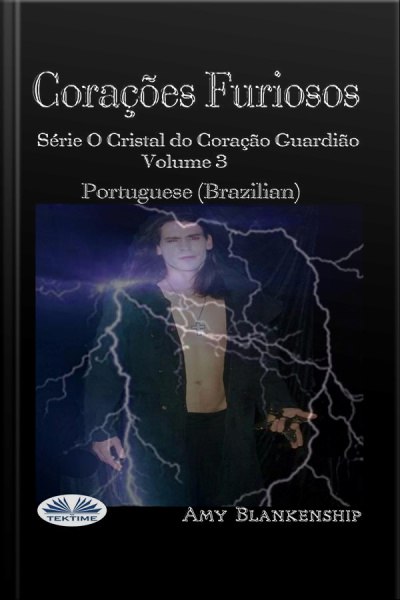 Corações Furiosos
Série O Cristal do Coração Guardião
Volume 3
Portuguese (Brazilian)
TEKTIME
Amy Blankenship